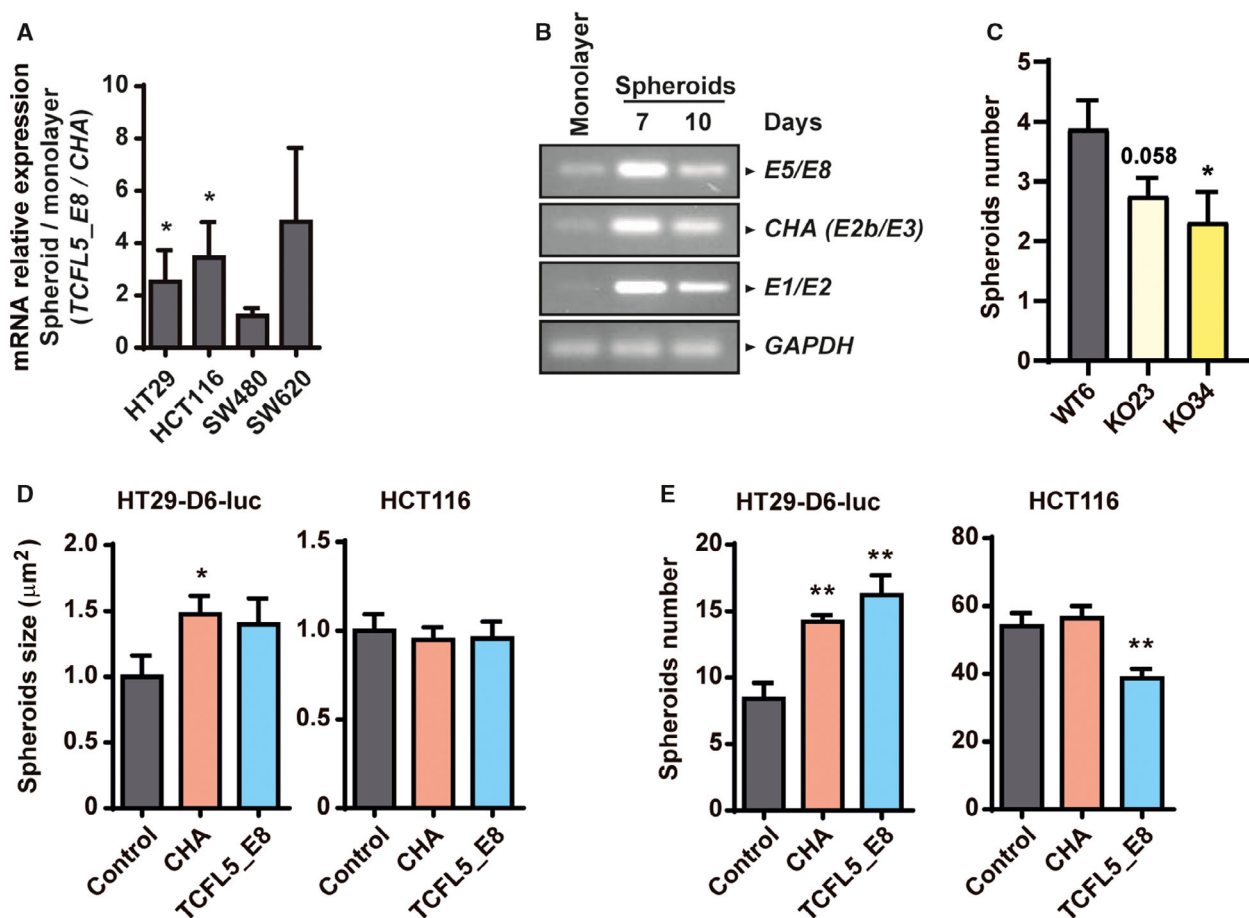 A
mRNA relative expression
Spheroid / monolayer
(TCFL5_E8 / CHA)
10
8
6
4
2
0
*
*
HT29
HCT116
SW480
SW620
B
Monolayer
Spheroids
7 10 Days
E5/E8
CHA (E2b/E3)
E1/E2
GAPDH
C
Spheroids number
5
4
3
2
1
0
0.058
*
WT6
KO23
KO34
D
HT29-D6-luc
Spheroids size (μm²)
2.0
1.5
1.0
0.5
0
*
Control
CHA
TCFL5_E8
HCT116
1.5
1.0
0.5
0
Control
CHA
TCFL5_E8
E
HT29-D6-luc
Spheroids number
20
15
10
5
0
**
**
Control
CHA
TCFL5_E8
HCT116
80
60
40
20
0
**
Control
CHA
TCFL5_E8